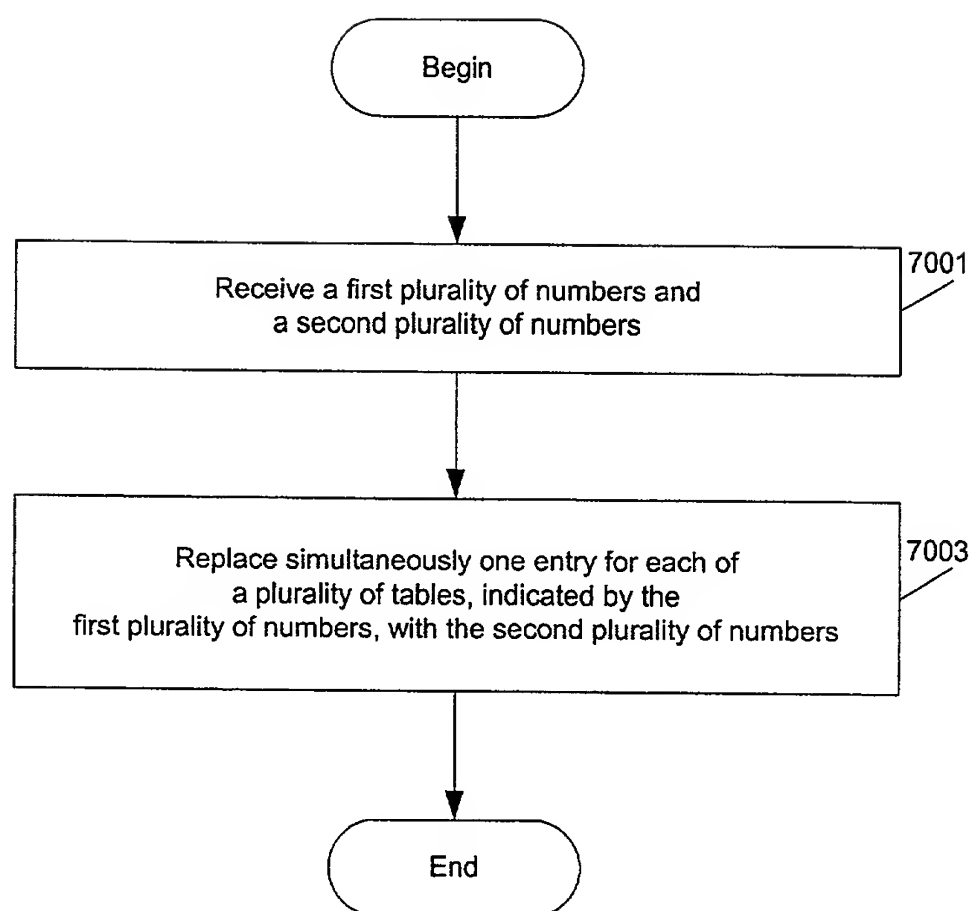 Begin
7001
Receive a first plurality of numbers and
a second plurality of numbers
7003
Replace simultaneously one entry for each of
a plurality of tables, indicated by the
first plurality of numbers, with the second plurality of numbers
End